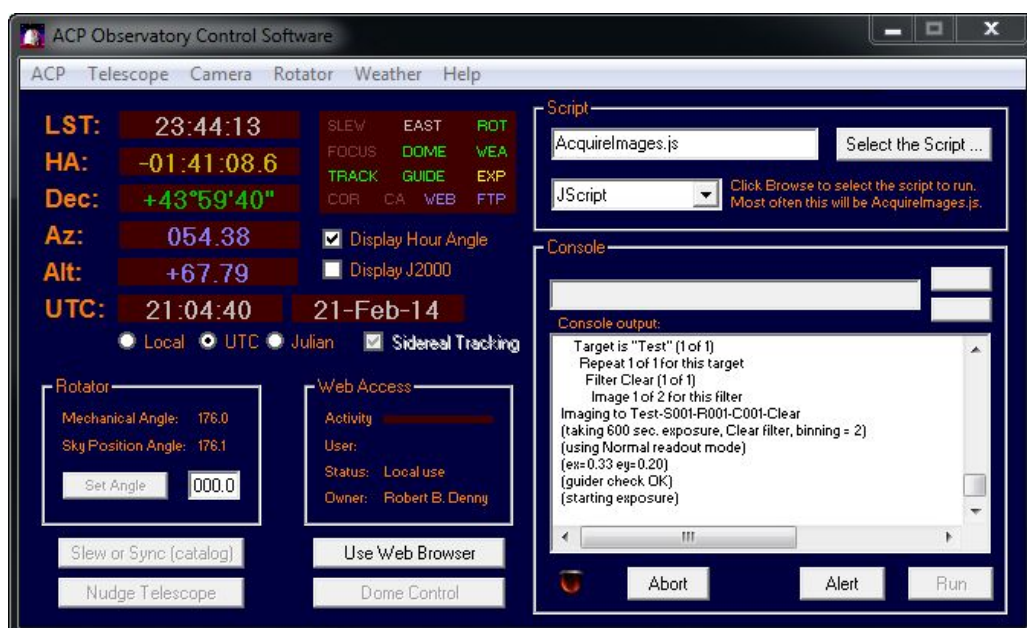 ACP Observatory Control Software
ACP Telescope Camera Rotator Weather Help
LST: 23:44:13
HA: -01:41:08.6
Dec: +43°59'40"
Az: 054.38
Alt: +67.79
UTC: 21:04:40 21-Feb-14
SLEW EAST ROT
FOCUS DOME WEA
TRACK GUIDE EXP
COR CA WEB FTP
Display Hour Angle
Display J2000
Local UTC Julian Sidereal Tracking
Rotator
Mechanical Angle: 176.0
Sky Position Angle: 176.1
Set Angle 000.0
Web Access
Activity
User:
Status: Local use
Owner: Robert B. Denny
Slew or Sync (catalog) Use Web Browser
Nudge Telescope Dome Control
Script
AcquireImages.js Select the Script ...
JScript
Click Browse to select the script to run.
Most often this will be AcquireImages.js.
Console
Console output:
Target is "Test" (1 of 1)
Repeat 1 of 1 for this target
Filter Clear (1 of 1)
Image 1 of 2 for this filter
Imaging to Test-S001-R001-C001-Clear
(taking 600 sec. exposure, Clear filter, binning = 2)
(using Normal readout mode)
(ex=0.33 ey=0.20)
(guider check OK)
(starting exposure)
Abort Alert Run